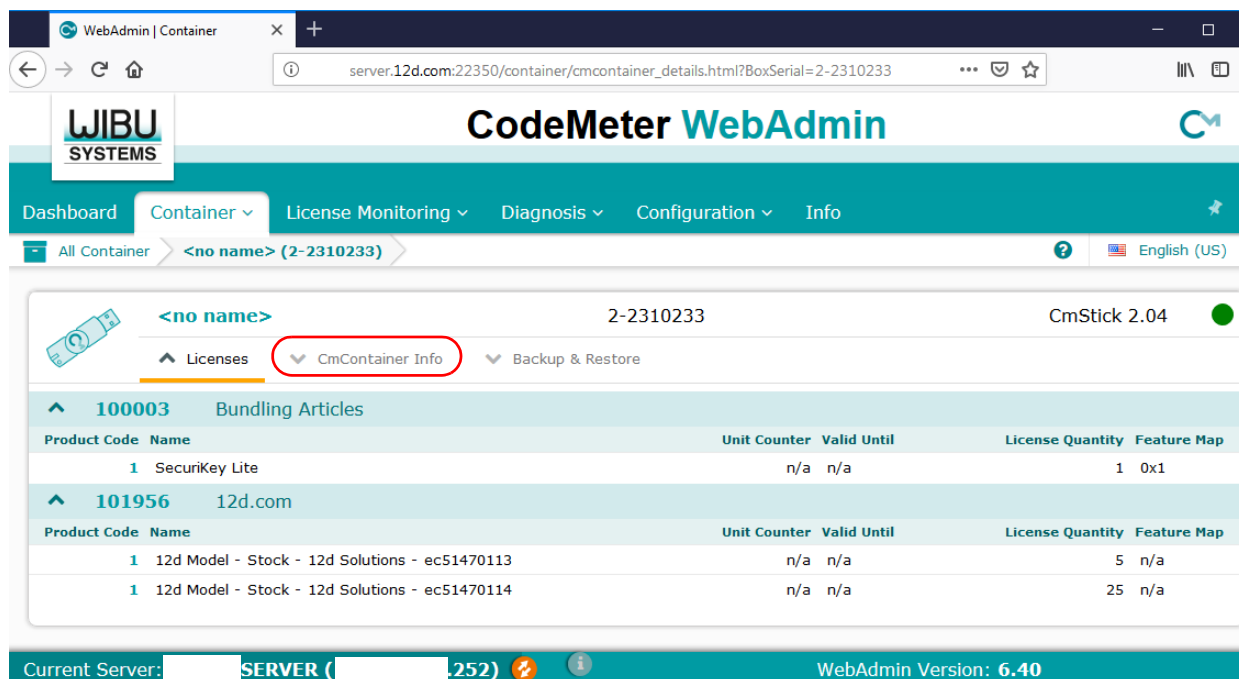 WebAdmin | Container
server.12d.com:22350/container/cmcontainer_details.html?BoxSerial=2-2310233
WIBU
SYSTEMS
CodeMeter WebAdmin
Dashboard Container License Monitoring Diagnosis Configuration Info
All Container <no name> (2-2310233) English (US)
<no name> 2-2310233 CmStick 2.04
Licenses CmContainer Info Backup & Restore
100003 Bundling Articles
Product Code Name Unit Counter Valid Until License Quantity Feature Map
1 SecuriKey Lite n/a n/a 1 0x1
101956 12d.com
Product Code Name Unit Counter Valid Until License Quantity Feature Map
1 12d Model - Stock - 12d Solutions - ec51470113 n/a n/a 5 n/a
1 12d Model - Stock - 12d Solutions - ec51470114 n/a n/a 25 n/a
Current Server: SERVER ( .252) WebAdmin Version: 6.40